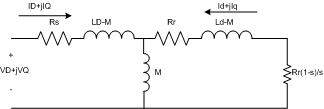 ID+jIQ
Id+jIq
Rs
LD-M
Rr
Ld-M
+
VD+jVQ
-
M
Rr(1-s)/s